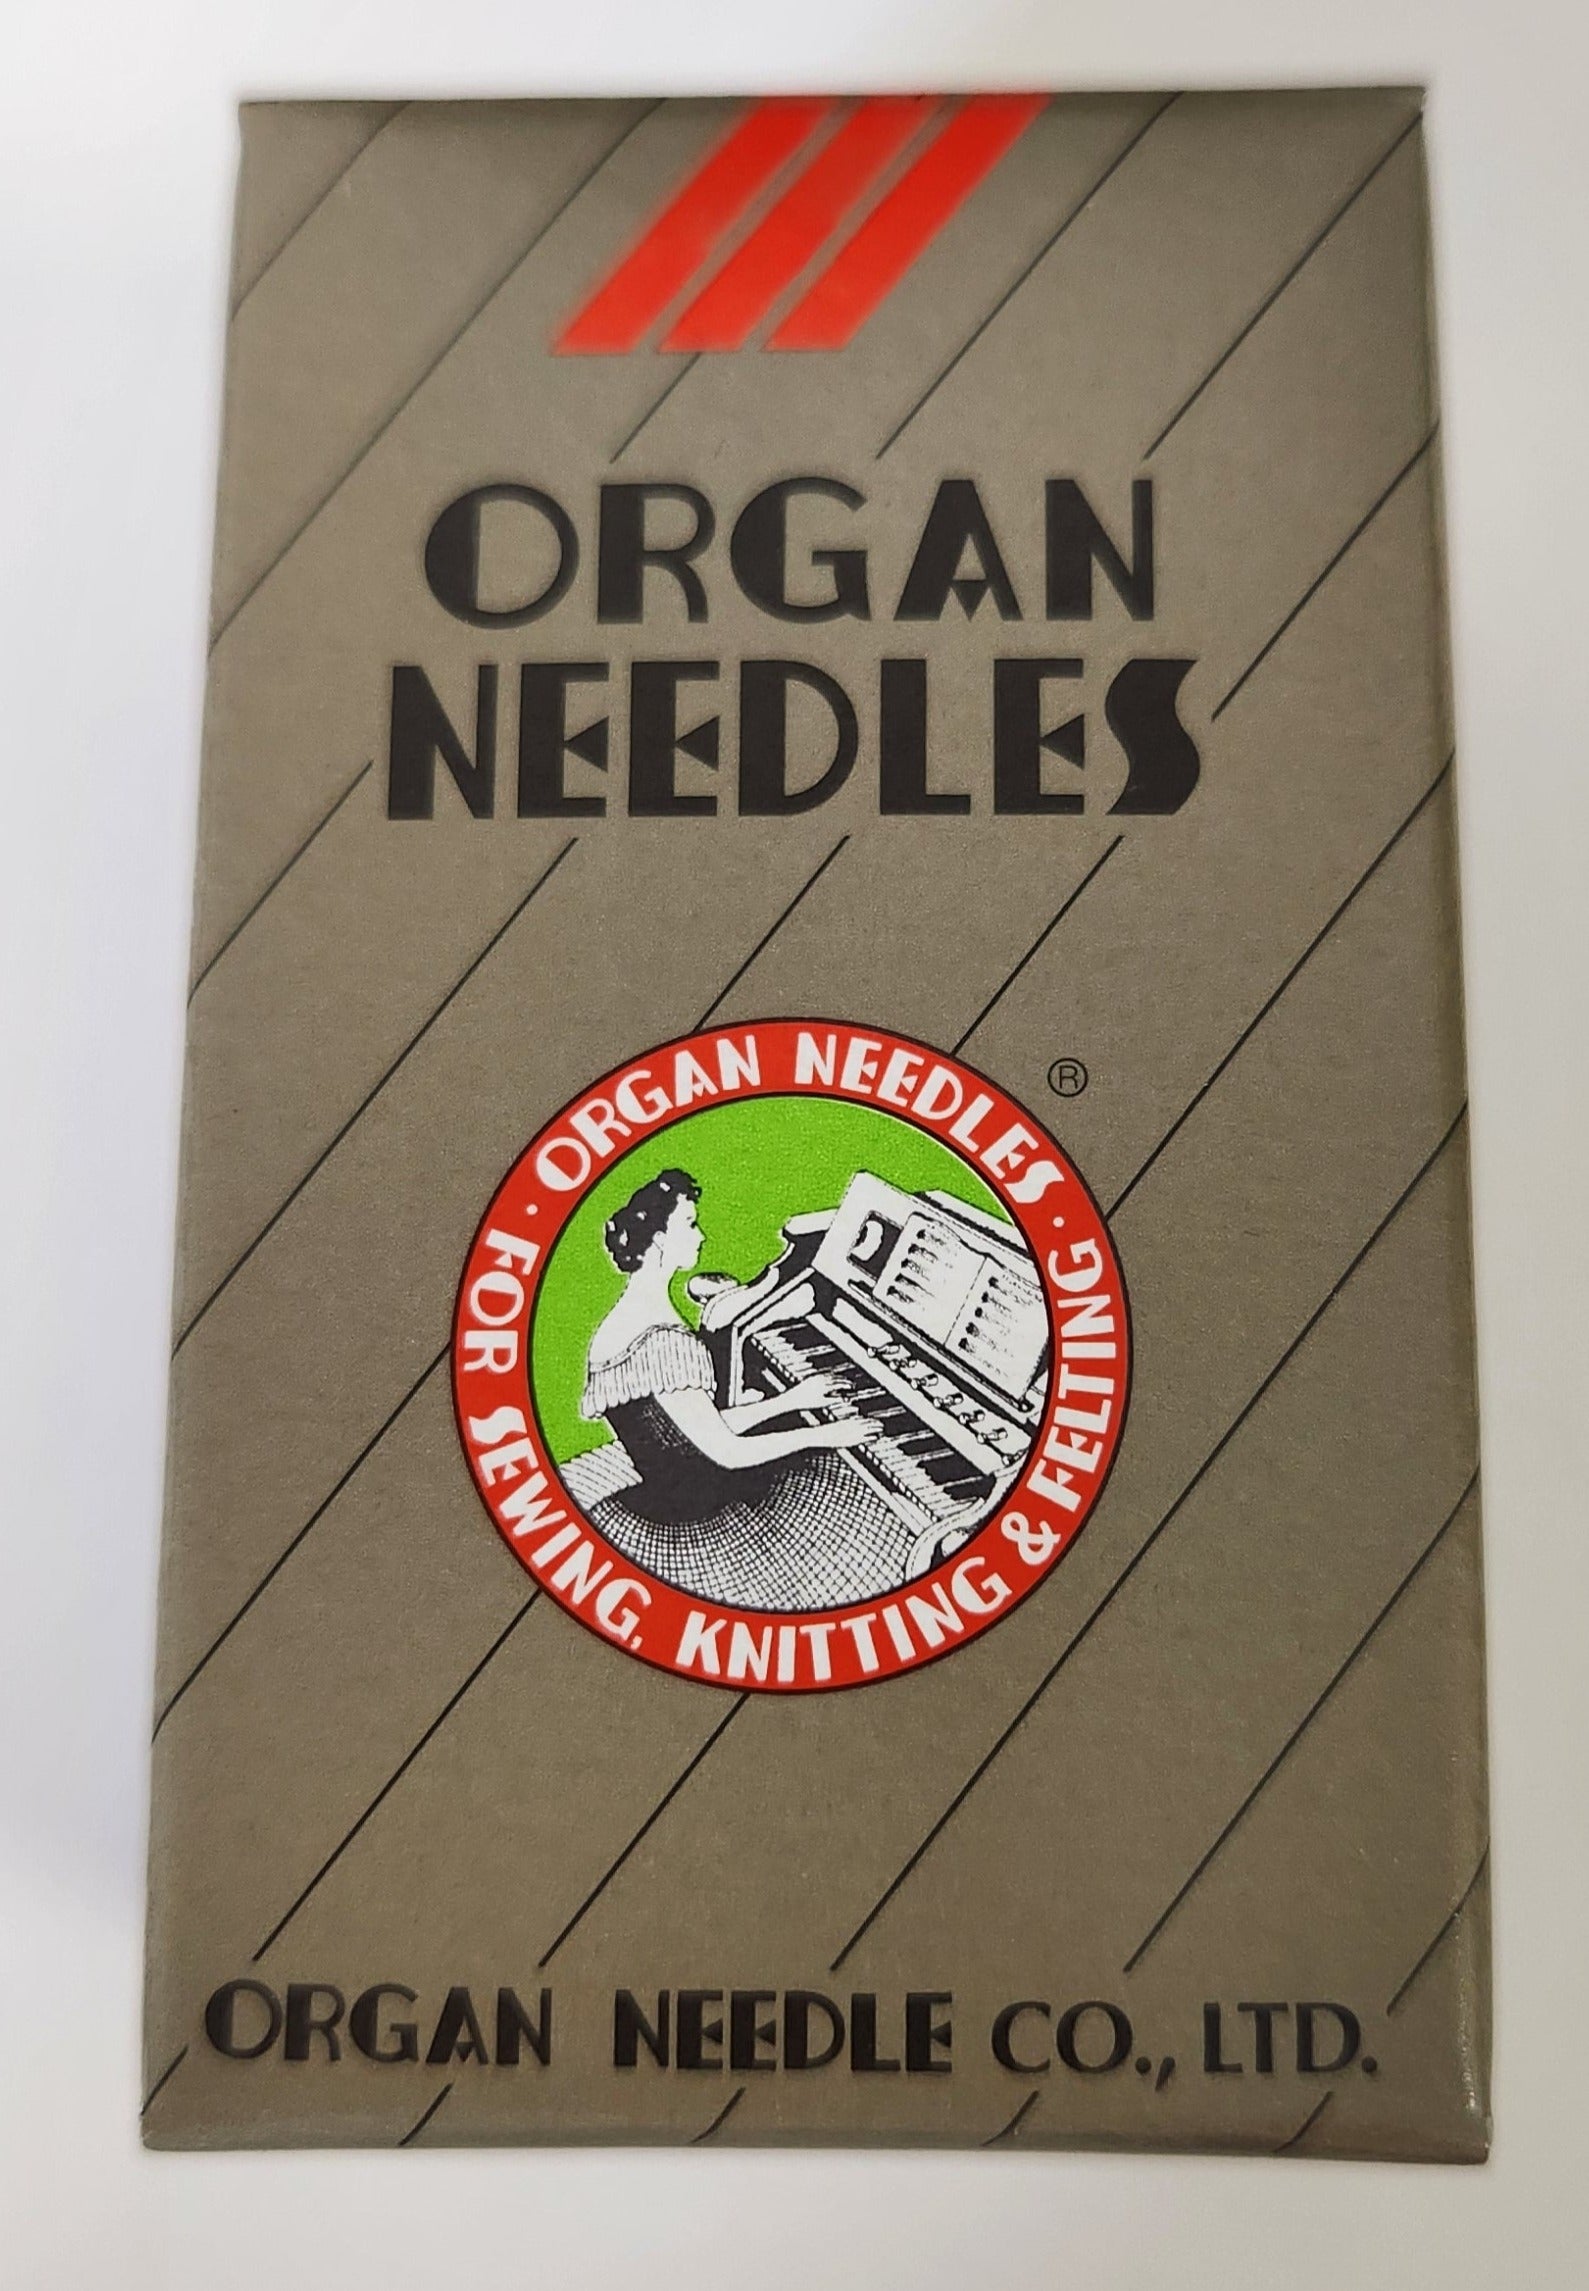 ORGAN
NEEDLES
· ORGAN NEEDLES ·
®
FOR SEWING, KNITTING & FELTING
ORGAN NEEDLE CO., LTD.